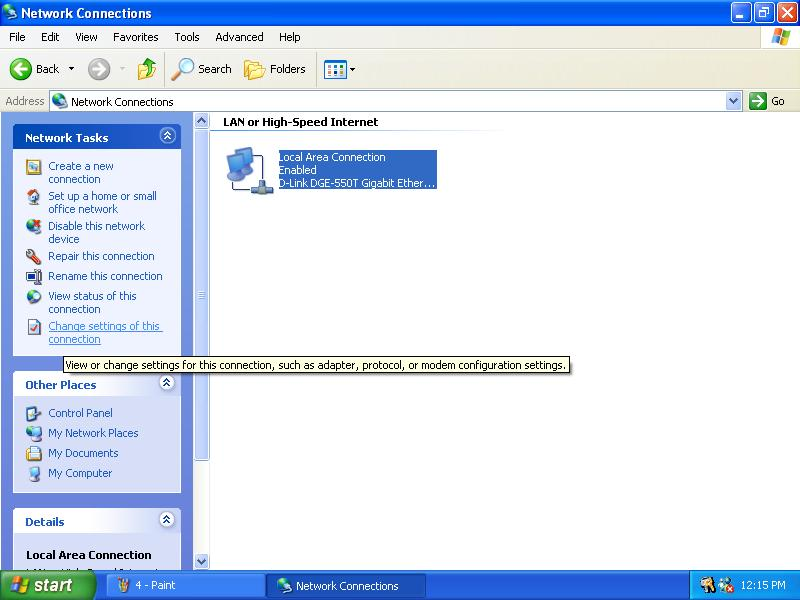 Network Connections
File Edit View Favorites Tools Advanced Help
Back Search Folders
Address Network Connections Go
Network Tasks
Create a new
connection
Set up a home or small
office network
Disable this network
device
Repair this connection
Rename this connection
View status of this
connection
Change settings of this
connection
View or change settings for this connection, such as adapter, protocol, or modem configuration settings.
Other Places
Control Panel
My Network Places
My Documents
My Computer
Details
Local Area Connection
LAN or High-Speed Internet
Local Area Connection
Enabled
D-Link DGE-550T Gigabit Ether...
start 4 - Paint Network Connections 12:15 PM